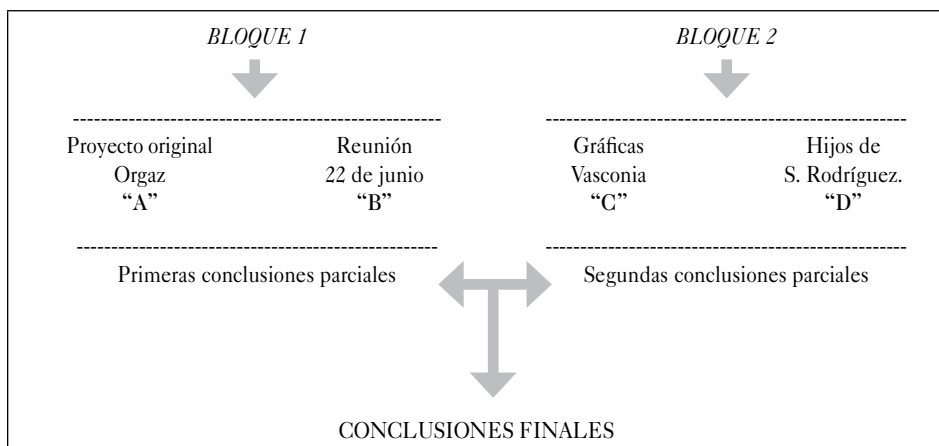 BLOQUE 1
BLOQUE 2
Proyecto original
Orgaz
“A”
Reunión
22 de junio
“B”
Gráficas
Vasconia
“C”
Hijos de
S. Rodríguez.
“D”
Primeras conclusiones parciales
Segundas conclusiones parciales
CONCLUSIONES FINALES